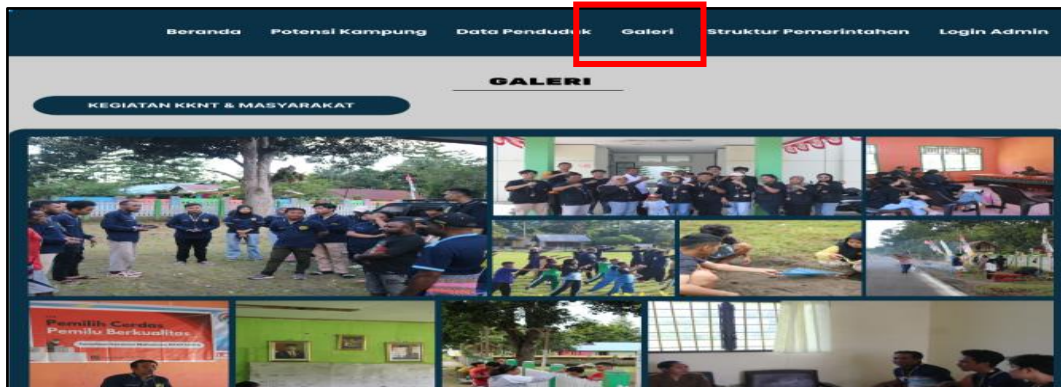 Beranda Potensi Kampung Data Penduduk Galeri Struktur Pemerintahan Login Admin
GALERI
KEGIATAN KKNT & MASYARAKAT
Pemilih Cerdas
Pemilu Berkualitas